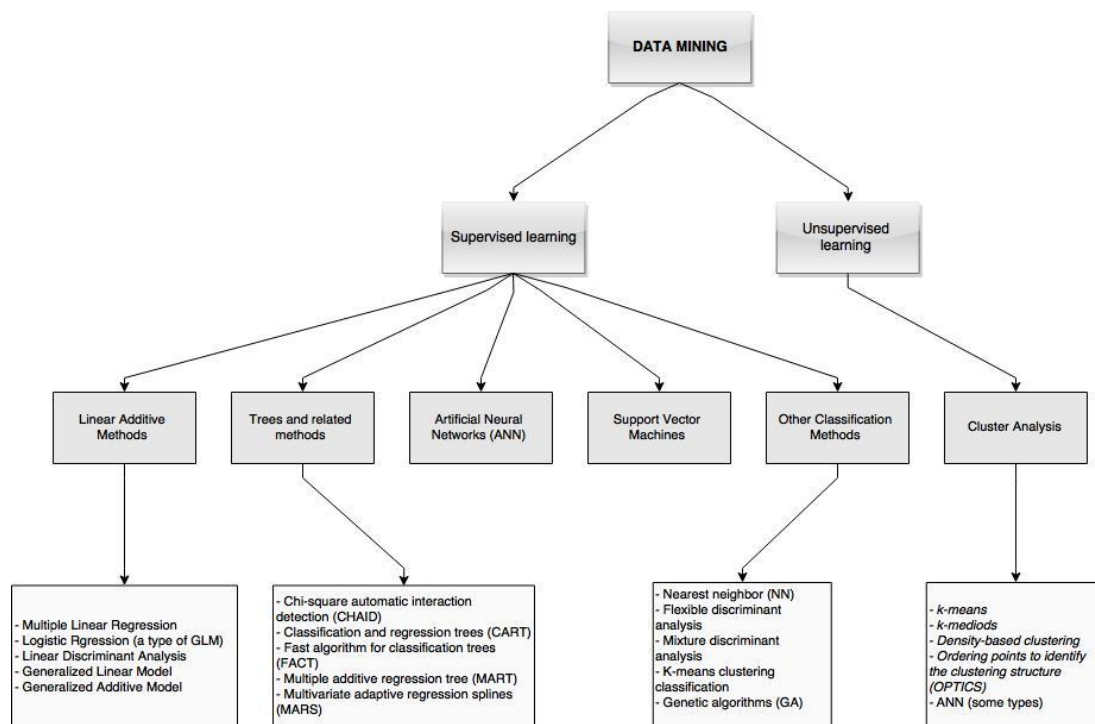 DATA MINING
Supervised learning
Unsupervised
learning
Linear Additive
Methods
Trees and related
methods
Artificial Neural
Networks (ANN)
Support Vector
Machines
Other Classification
Methods
Cluster Analysis
- Multiple Linear Regression
- Logistic Rgression (a type of GLM)
- Linear Discriminant Analysis
- Generalized Linear Model
- Generalized Additive Model
- Chi-square automatic interaction
detection (CHAID)
- Classification and regression trees (CART)
- Fast algorithm for classification trees
(FACT)
- Multiple additive regression tree (MART)
- Multivariate adaptive regression splines
(MARS)
- Nearest neighbor (NN)
- Flexible discriminant
analysis
- Mixture discriminant
analysis
- K-means clustering
classification
- Genetic algorithms (GA)
- k-means
- k-mediods
- Density-based clustering
- Ordering points to identify
the clustering structure
(OPTICS)
- ANN (some types)